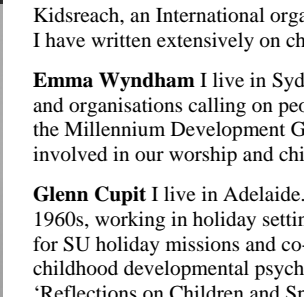 Kidsreach, an International orga
I have written extensively on ch
Emma Wyndham I live in Syd
and organisations calling on peo
the Millennium Development G
involved in our worship and chi
Glenn Cupit I live in Adelaide.
1960s, working in holiday settin
for SU holiday missions and co-
childhood developmental psych
‘Reflections on Children and Sp